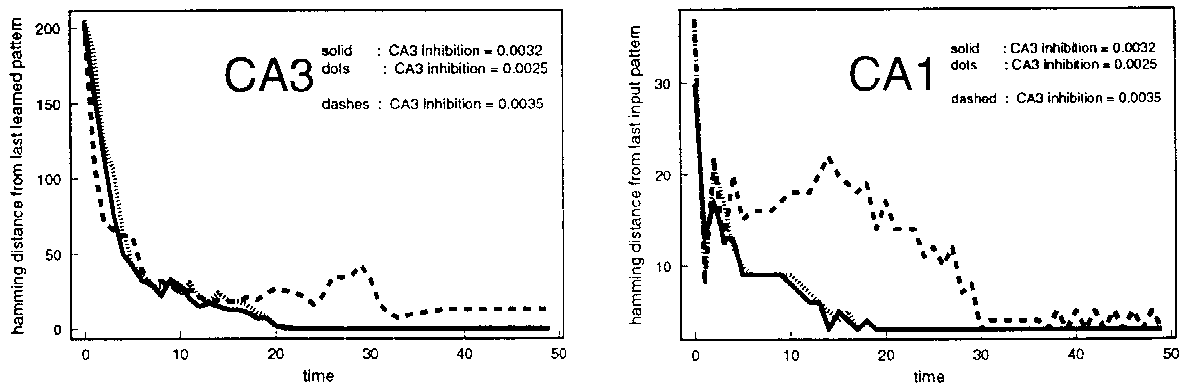 hamming distance from last learned pattern
200
150
100
50
0
CA3
solid : CA3 inhibition = 0.0032
dots : CA3 inhibition = 0.0025
dashes : CA3 inhibition = 0.0035
0 10 20 30 40 50
time
hamming distance from last input pattern
30
20
10
CA1
solid : CA3 inhibition = 0.0032
dots : CA3 inhibition = 0.0025
dashed : CA3 inhibition = 0.0035
0 10 20 30 40 50
time